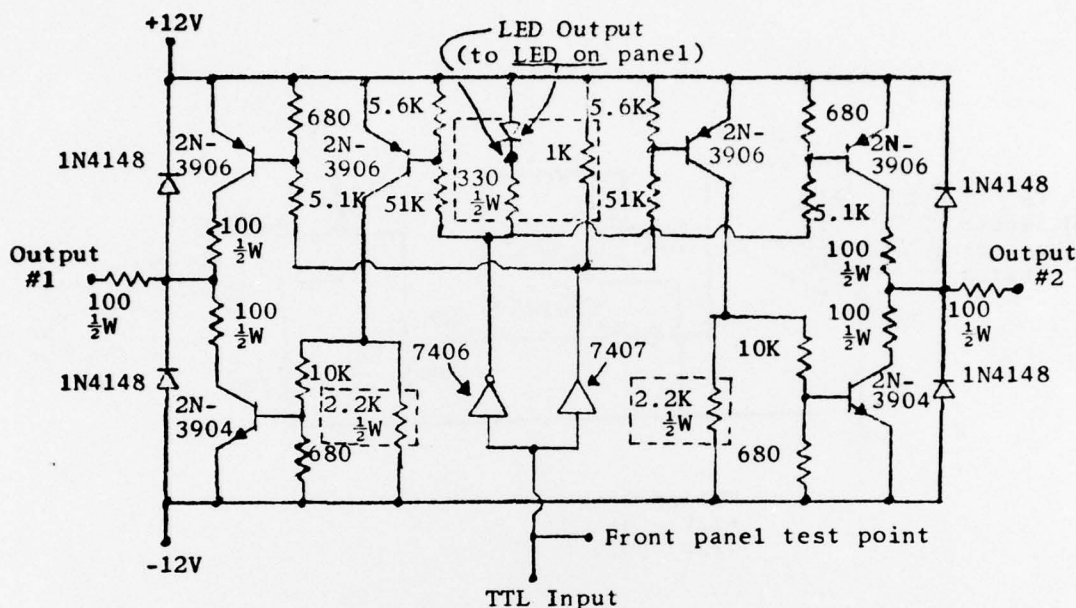 +12V
LED Output
(to LED on panel)
680
5.6K
5.6K
680
2N-
3906
2N-
3906
1K
2N-
3906
2N-
3906
1N4148
1N4148
5.1K
51K
330
½W
51K
5.1K
100
½W
100
½W
Output
#1
Output
#2
100
½W
100
½W
100
½W
100
½W
7406
7407
10K
10K
1N4148
1N4148
2N-
3904
2.2K
½W
2.2K
½W
2N-
3904
680
680
-12V
Front panel test point
TTL Input